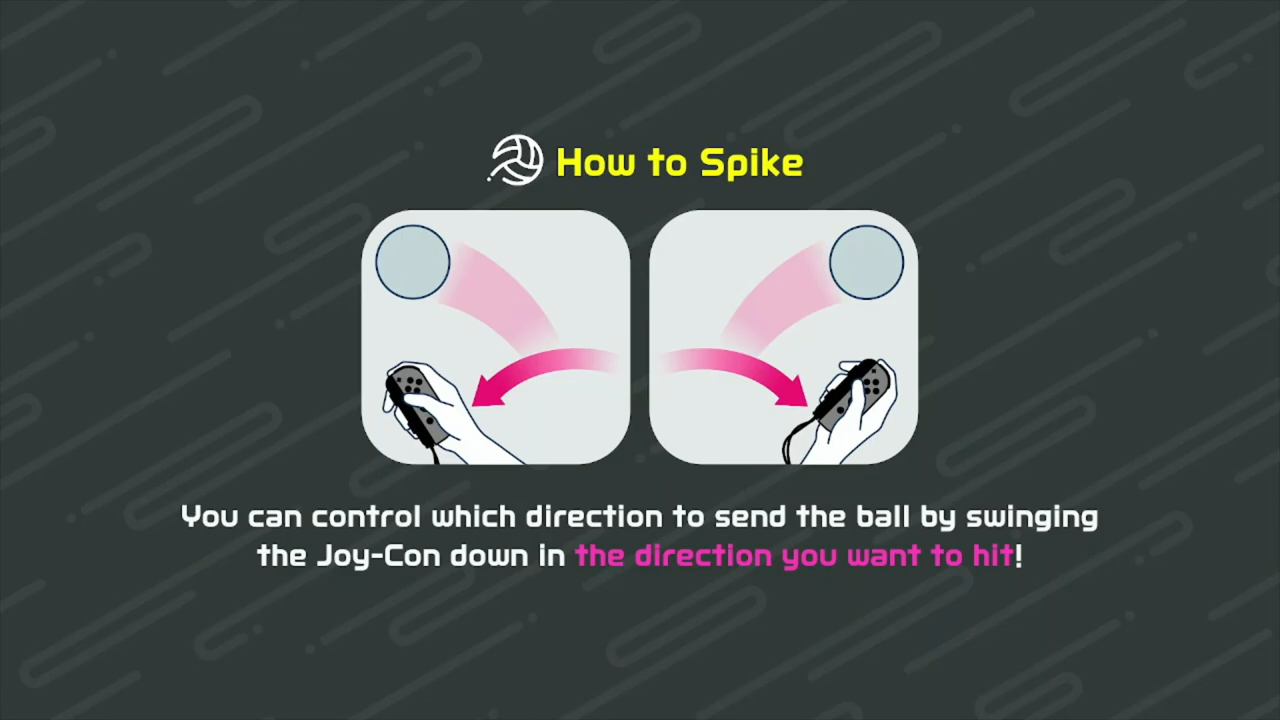 How to Spike
You can control which direction to send the ball by swinging
the Joy-Con down in the direction you want to hit!